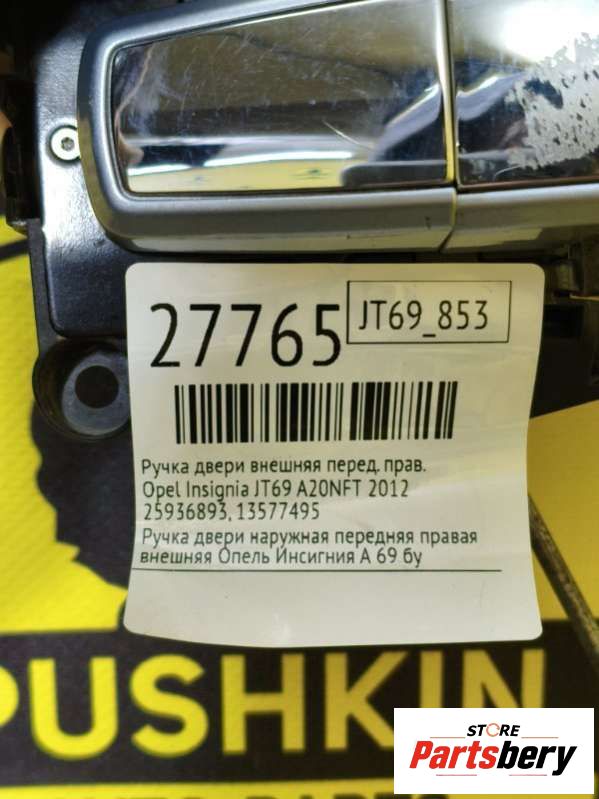 27765
JT69_853
Ручка двери внешняя перед. прав.
Opel Insignia JT69 A20NFT 2012
25936893, 13577495
Ручка двери наружная передняя правая
внешняя Опель Инсигния А 69 бу
PUSHKIN
STORE
Partsbery